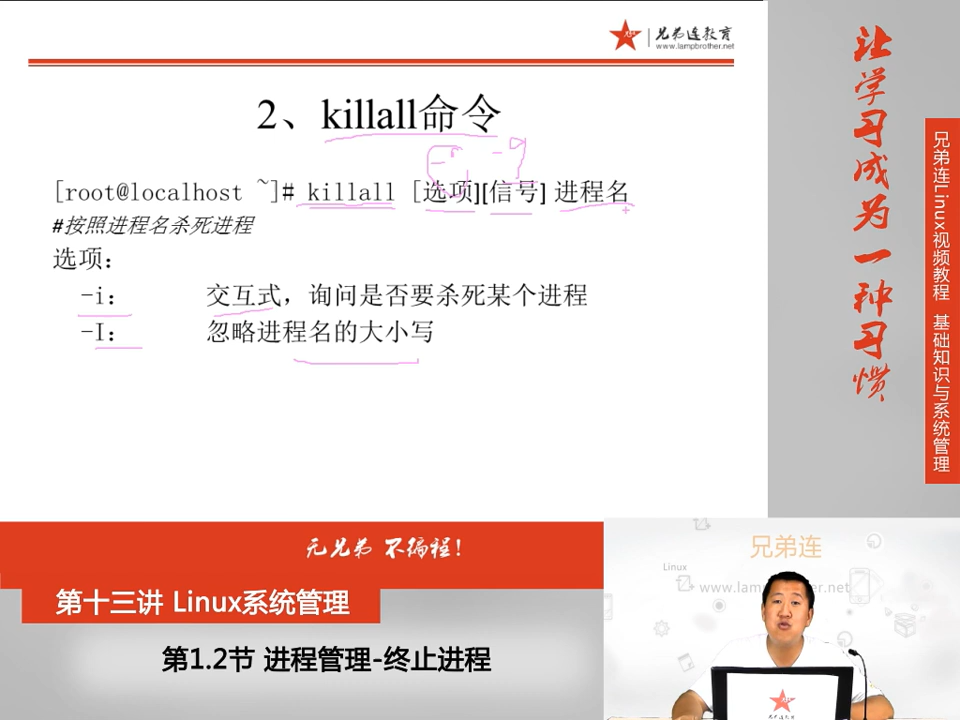 兄弟连教育
www.lampbrother.net
2、killall命令
[root@localhost ~]# killall [选项][信号] 进程名
#按照进程名杀死进程
选项：
-i： 交互式，询问是否要杀死某个进程
-I： 忽略进程名的大小写
让学习成为一种习惯
兄弟连Linux视频教程 基础知识与系统管理
无兄弟 不编程!
第十三讲 Linux系统管理
第1.2节 进程管理-终止进程
兄弟连
Linux